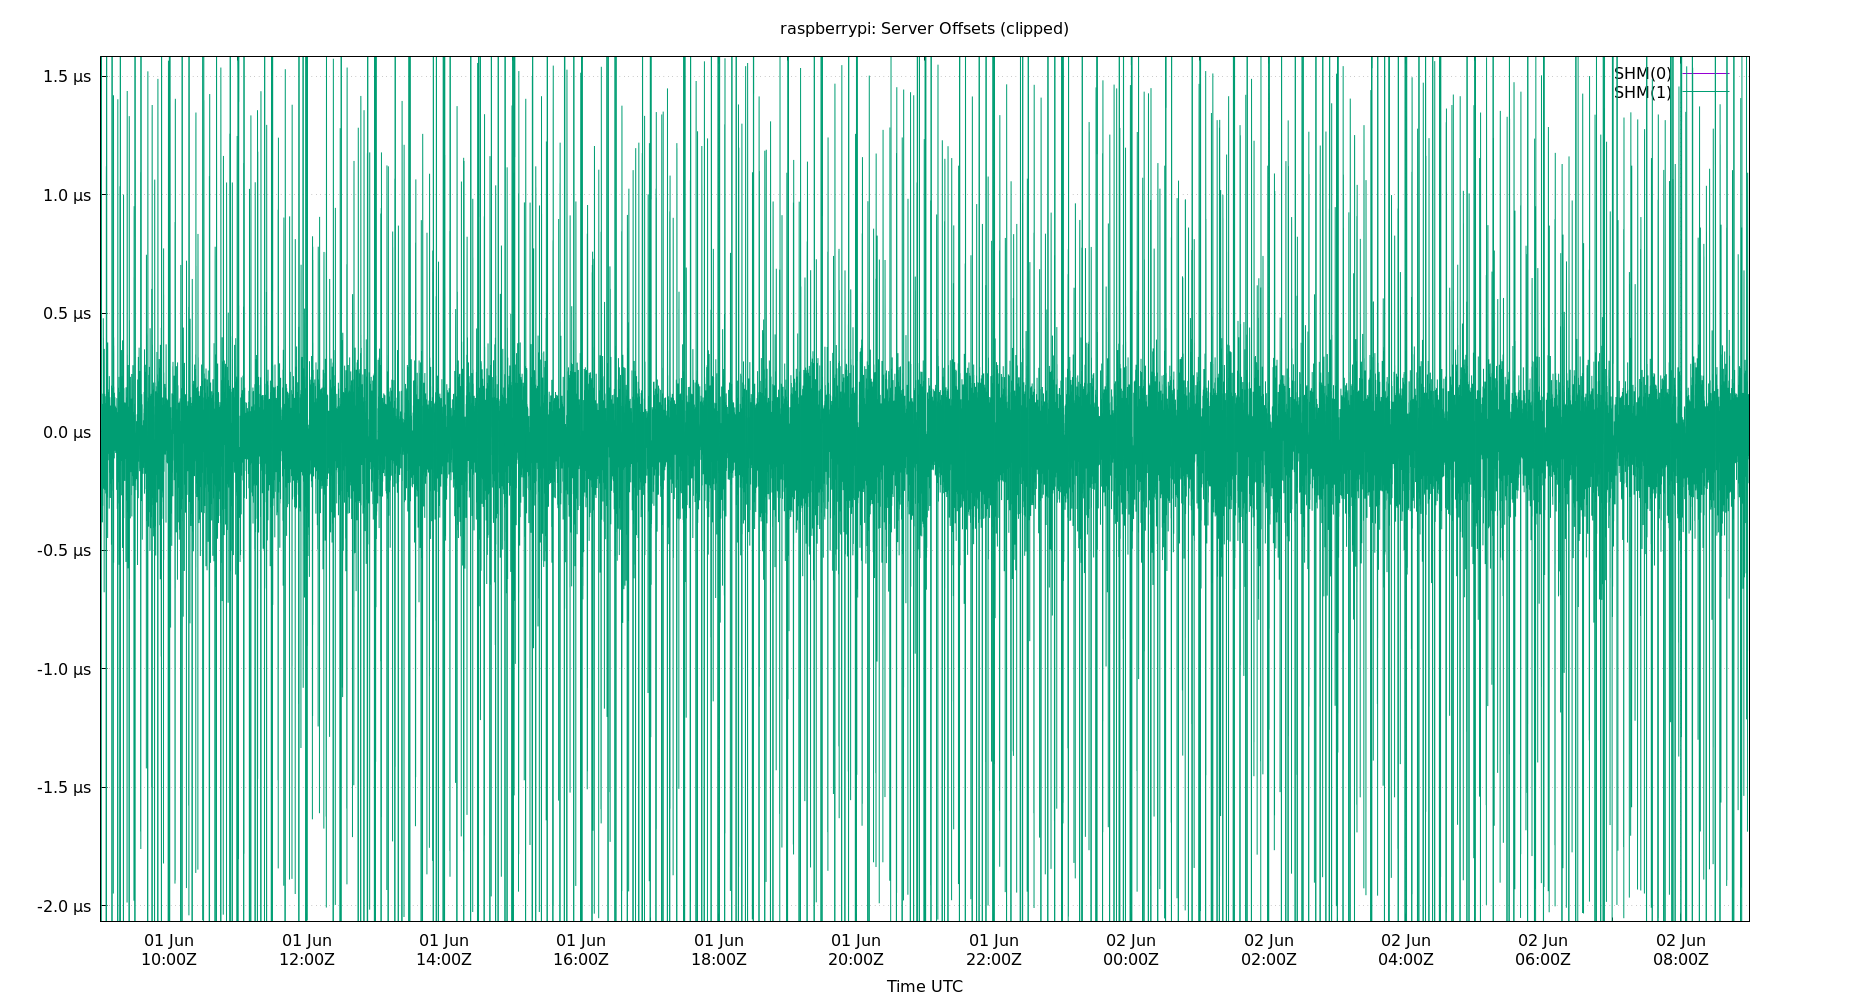 raspberrypi: Server Offsets (clipped)
SHM(0)
SHM(1)
1.5 µs
1.0 µs
0.5 µs
0.0 µs
-0.5 µs
-1.0 µs
-1.5 µs
-2.0 µs
01 Jun 01 Jun 01 Jun 01 Jun 01 Jun 01 Jun 01 Jun 02 Jun 02 Jun 02 Jun 02 Jun 02 Jun
10:00Z 12:00Z 14:00Z 16:00Z 18:00Z 20:00Z 22:00Z 00:00Z 02:00Z 04:00Z 06:00Z 08:00Z
Time UTC